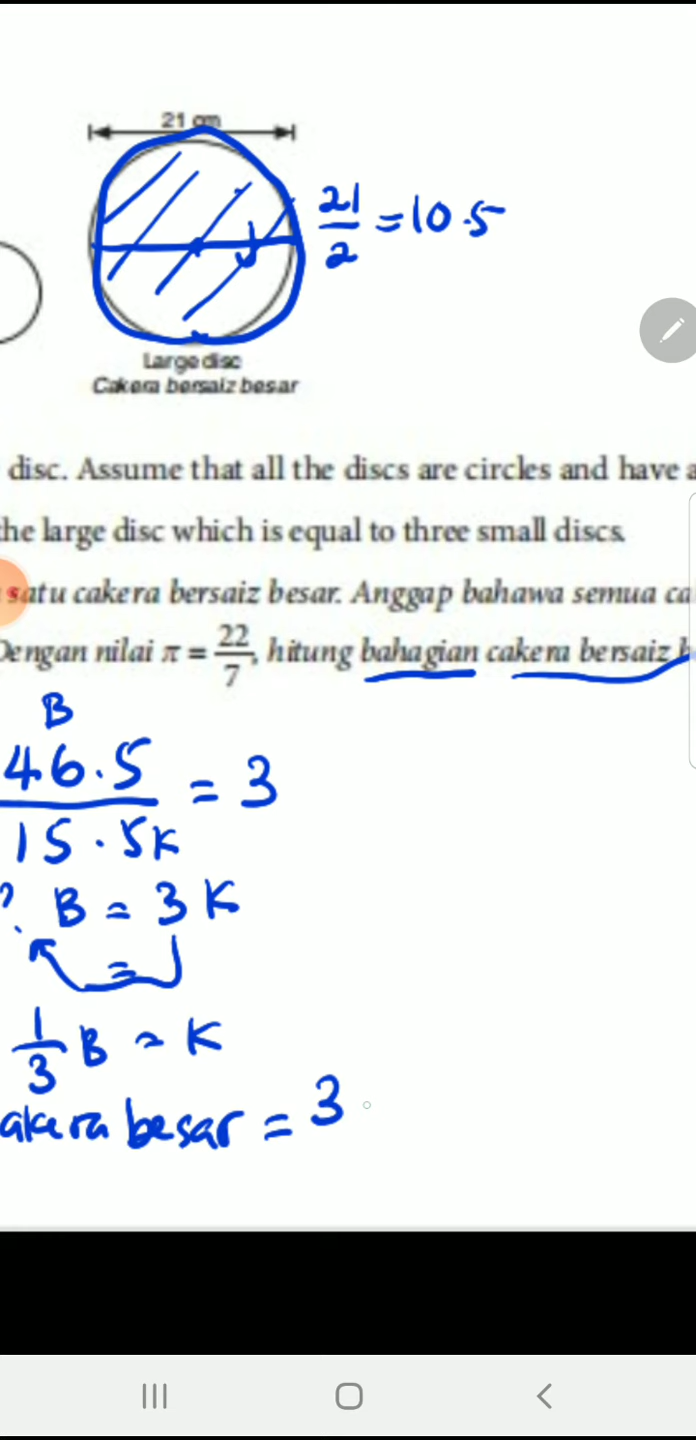 21 cm
21/2 = 10.5
Large disc
Cakera bersaiz besar
disc. Assume that all the discs are circles and have a
the large disc which is equal to three small discs.
satu cakera bersaiz besar. Anggap bahawa semua ca
Dengan nilai π = 22/7, hitung bahagian cakera bersaiz b
B
46.5/15.5K = 3
? B = 3K
=
1/3 B = K
akera besar = 3